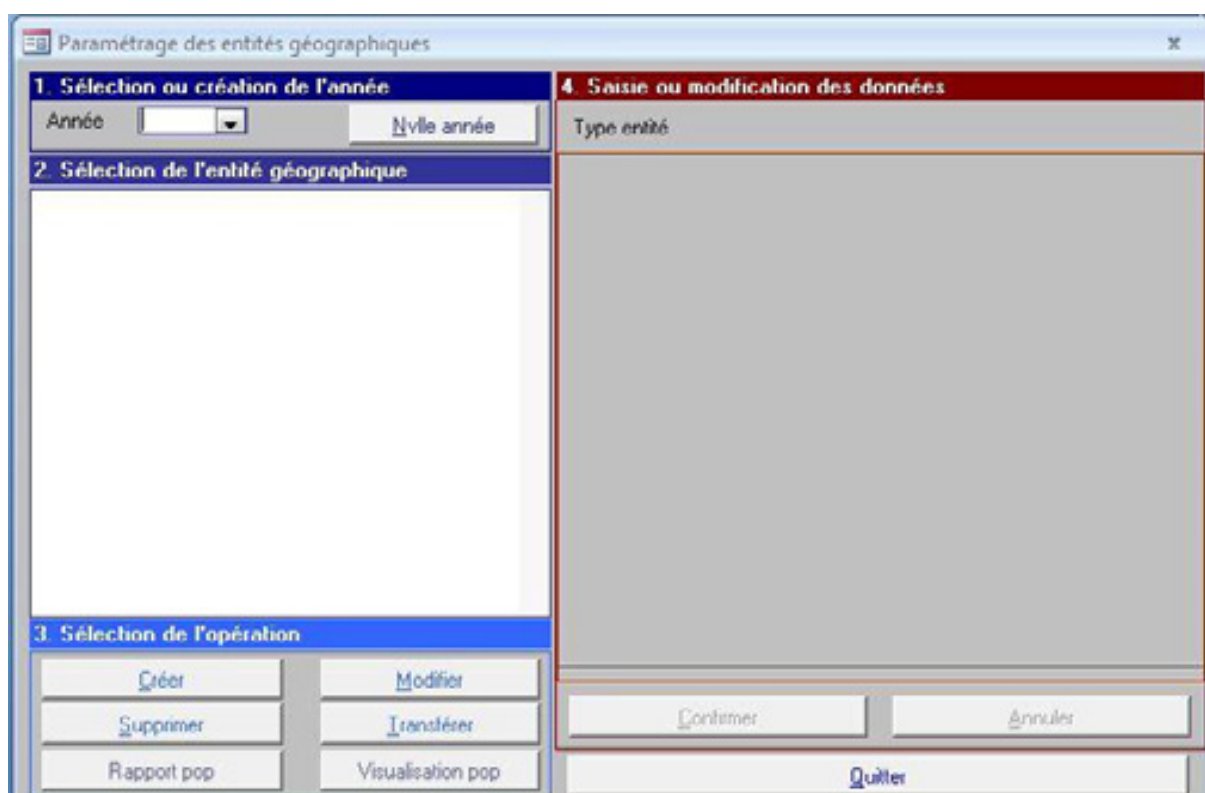 Paramétrage des entités géographiques
1. Sélection ou création de l'année
Année
Nvlle année
2. Sélection de l'entité géographique
3. Sélection de l'opération
Créer
Modifier
Supprimer
Transférer
Rapport pop
Visualisation pop
4. Saisie ou modification des données
Type entité
Confirmer
Annuler
Quitter